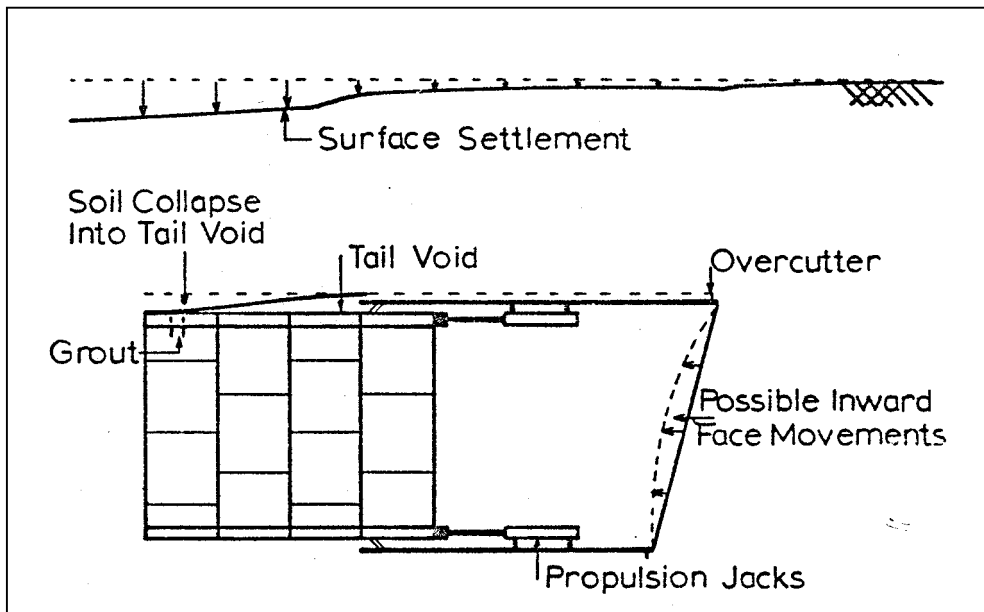 Surface Settlement
Soil Collapse
Into Tail Void
Tail Void
Overcutter
Grout
Possible Inward
Face Movements
Propulsion Jacks